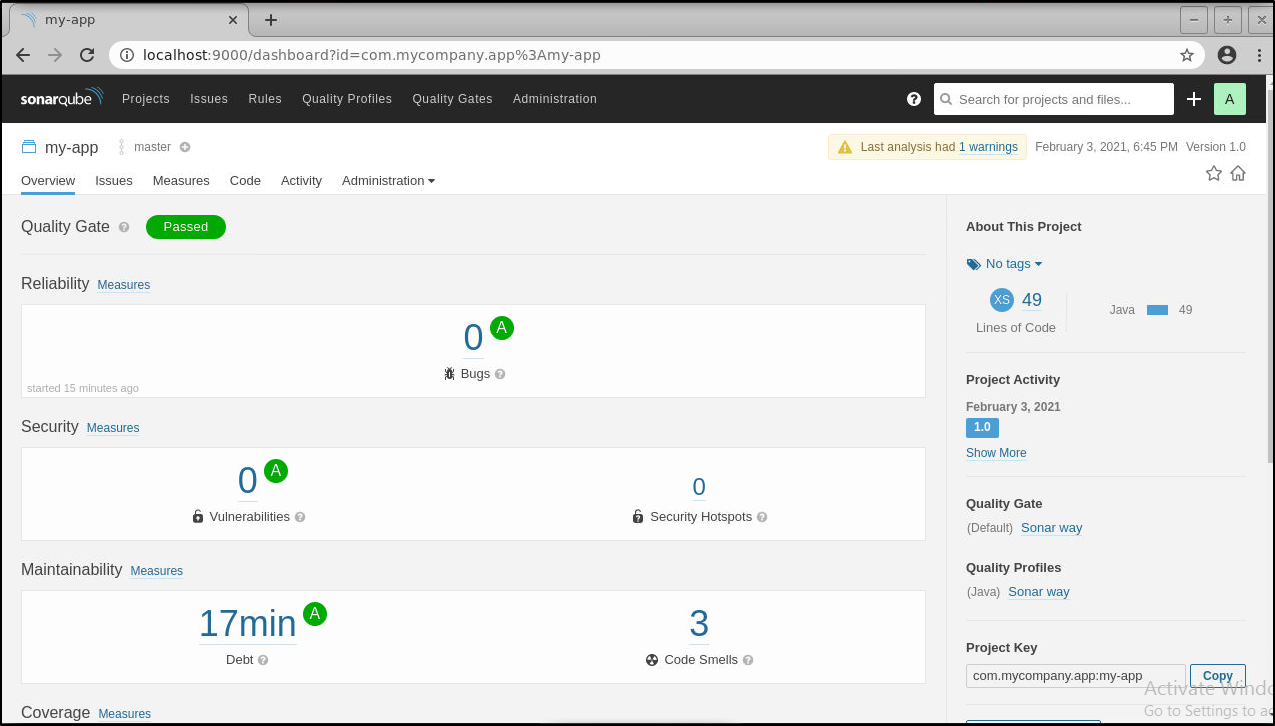 my-app
localhost:9000/dashboard?id=com.mycompany.app%3Amy-app
sonarqube Projects Issues Rules Quality Profiles Quality Gates Administration ? Search for projects and files... A
my-app master Last analysis had 1 warnings February 3, 2021, 6:45 PM Version 1.0
Overview Issues Measures Code Activity Administration
Quality Gate ? Passed
Reliability Measures
0 A
Bugs ?
started 15 minutes ago
Security Measures
0 A
Vulnerabilities ?
0
Security Hotspots ?
Maintainability Measures
17min A
Debt ?
3
Code Smells ?
Coverage Measures
About This Project
No tags
XS 49
Lines of Code
Java 49
Project Activity
February 3, 2021
1.0
Show More
Quality Gate
(Default) Sonar way
Quality Profiles
(Java) Sonar way
Project Key
com.mycompany.app:my-app Copy
Activate
Go to Settings to